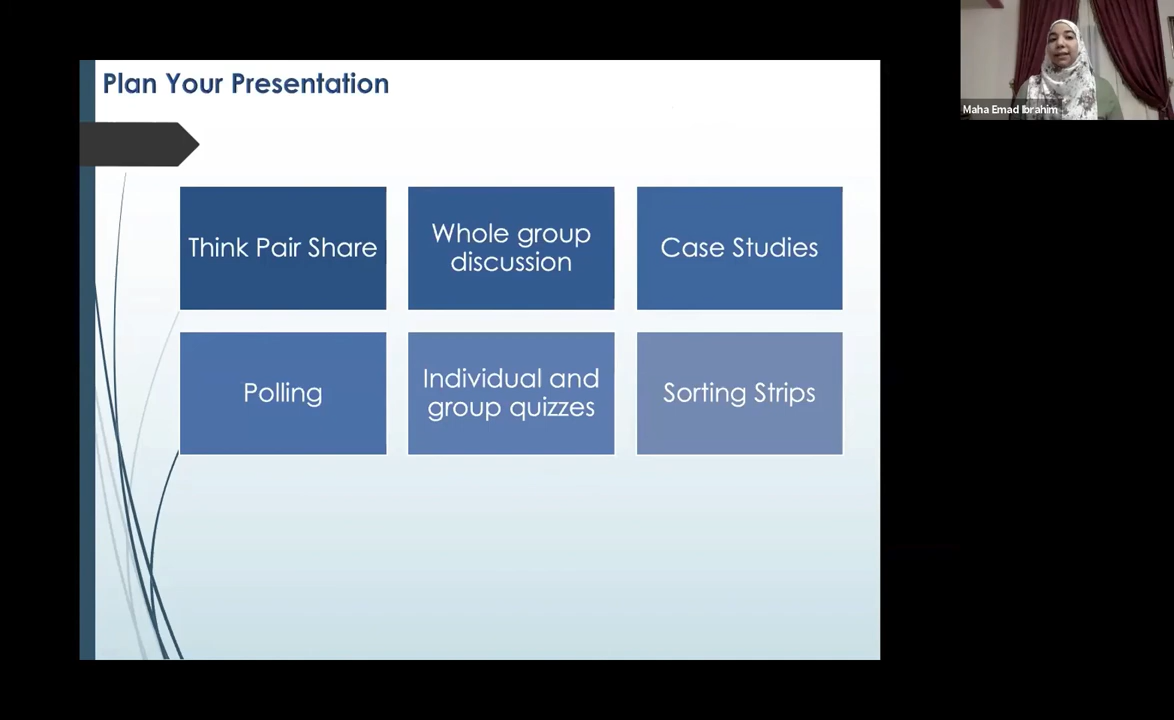 Plan Your Presentation
Maha Emad Ibrahim
Think Pair Share
Whole group
discussion
Case Studies
Polling
Individual and
group quizzes
Sorting Strips